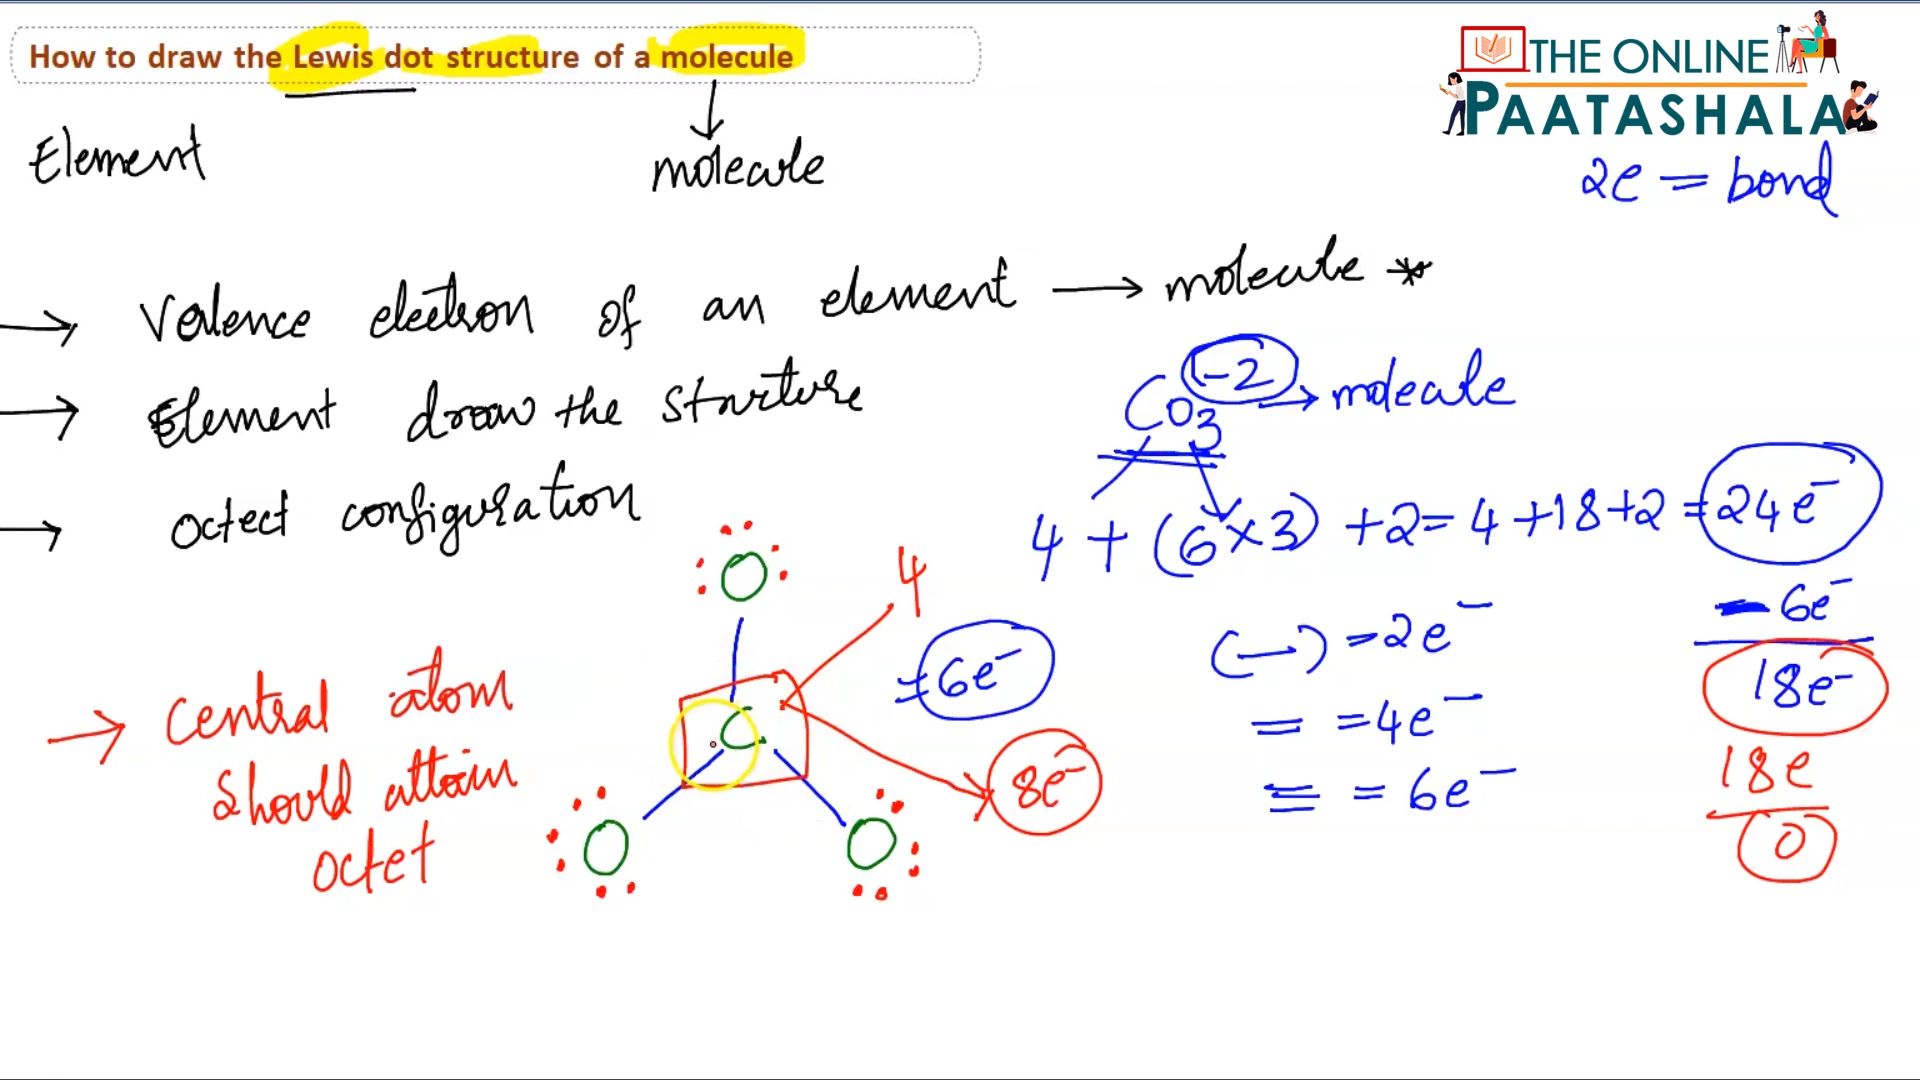 How to draw the Lewis dot structure of a molecule
THE ONLINE
PAATASHALA
Element
molecule
2e = bond
→ Valence electron of an element → molecule *
CO3 -2 → molecule
→ Element draw the
→ Octect configuration
4 + (6×3) +2 = 4 +18+2 = 24e-
- 6e-
18e-
18e
0
(—) = 2e-
= = 4e-
≡ = 6e-
O
4
= 6e-
C
8e-
O O
→ Central atom
should attain
octet